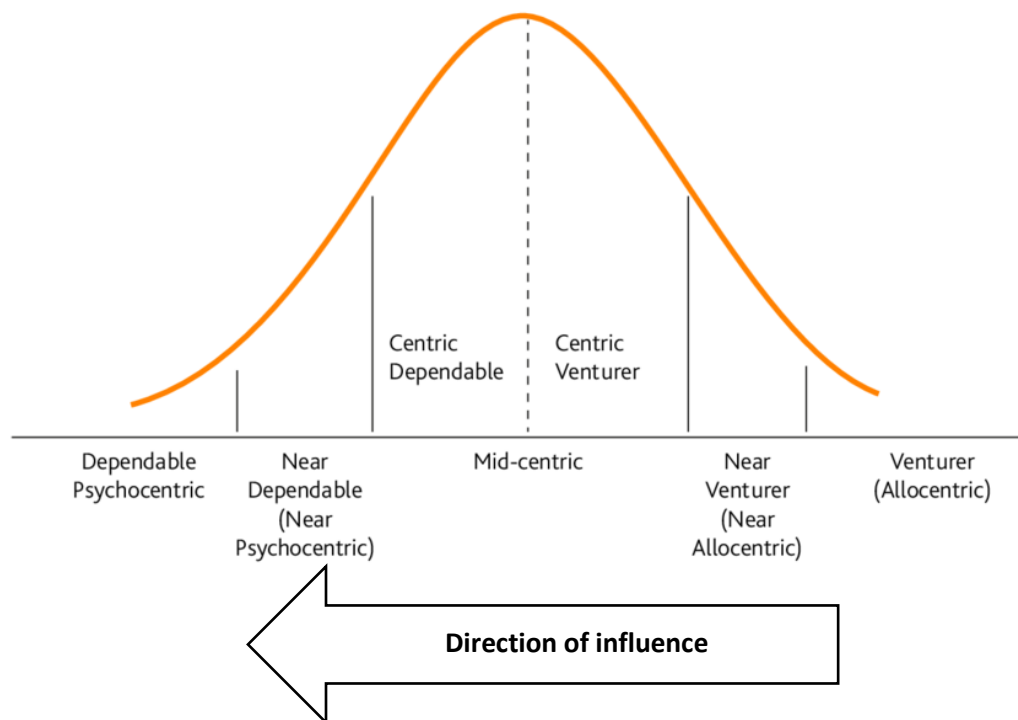 Centric
Dependable
Centric
Venturer
Dependable
Psychocentric
Near
Dependable
(Near
Psychocentric)
Mid-centric
Near
Venturer
(Near
Allocentric)
Venturer
(Allocentric)
Direction of influence